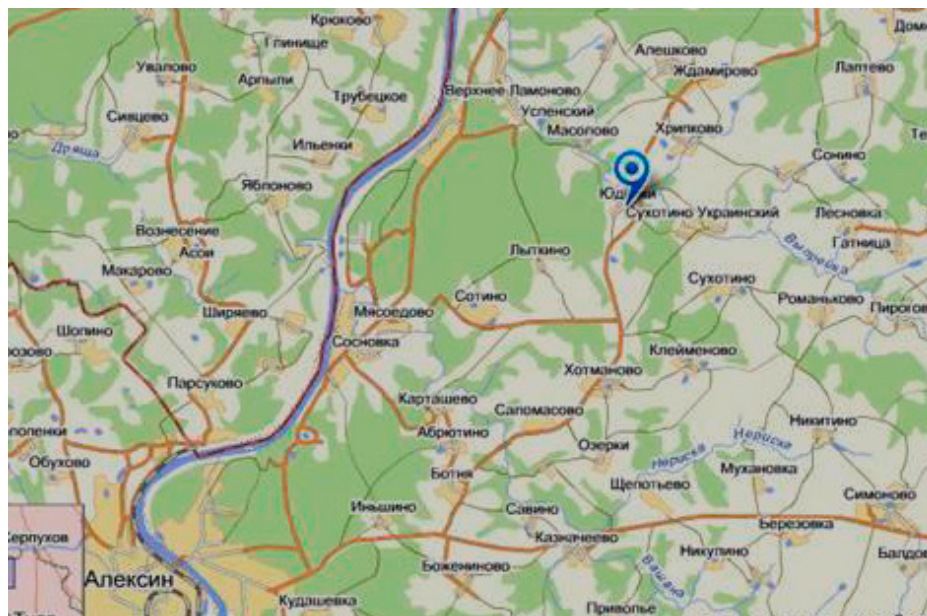 Крюково
Глинище
Увалово
Арпыли
Трубецкое
Сивцево
Дряща
Ильенки
Яблоново
Вознесение
Асои
Макарово
Ширяево
Шопино
Парсуково
Обухово
Алексин
Кудашевка
Верхнее Ламоново
Успенский
Масолово
Алешково
Ждамирово
Лаптево
Хрипково
Сонино
Сухотино Украинский
Лесновка
Гатница
Выпрейка
Лыткино
Сотино
Мясоедово
Сосновка
Сухотино
Романьково
Клейменово
Хотманово
Карташево
Саломасово
Абрютино
Озерки
Никитино
Нериска
Нериска
Мухановка
Ботня
Щепотьево
Симоново
Иньшино
Савино
Березовка
Казначеево
Никулино
Божениново
Вашана
Приволье